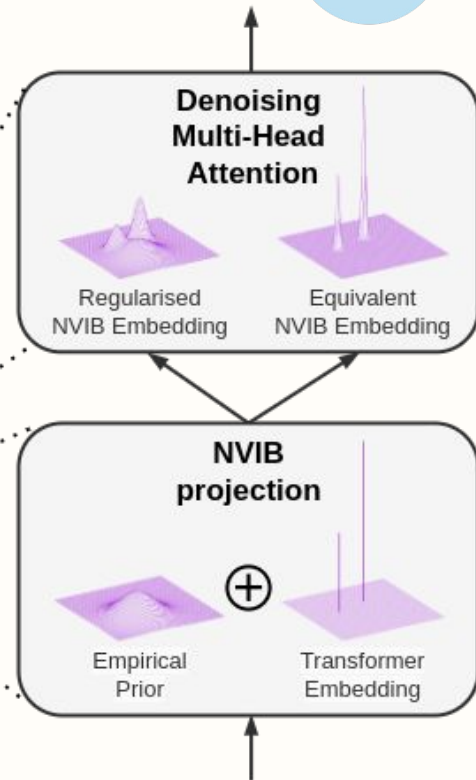 Denoising
Multi-Head
Attention
Regularised
NVIB Embedding
Equivalent
NVIB Embedding
NVIB
projection
Empirical
Prior
Transformer
Embedding